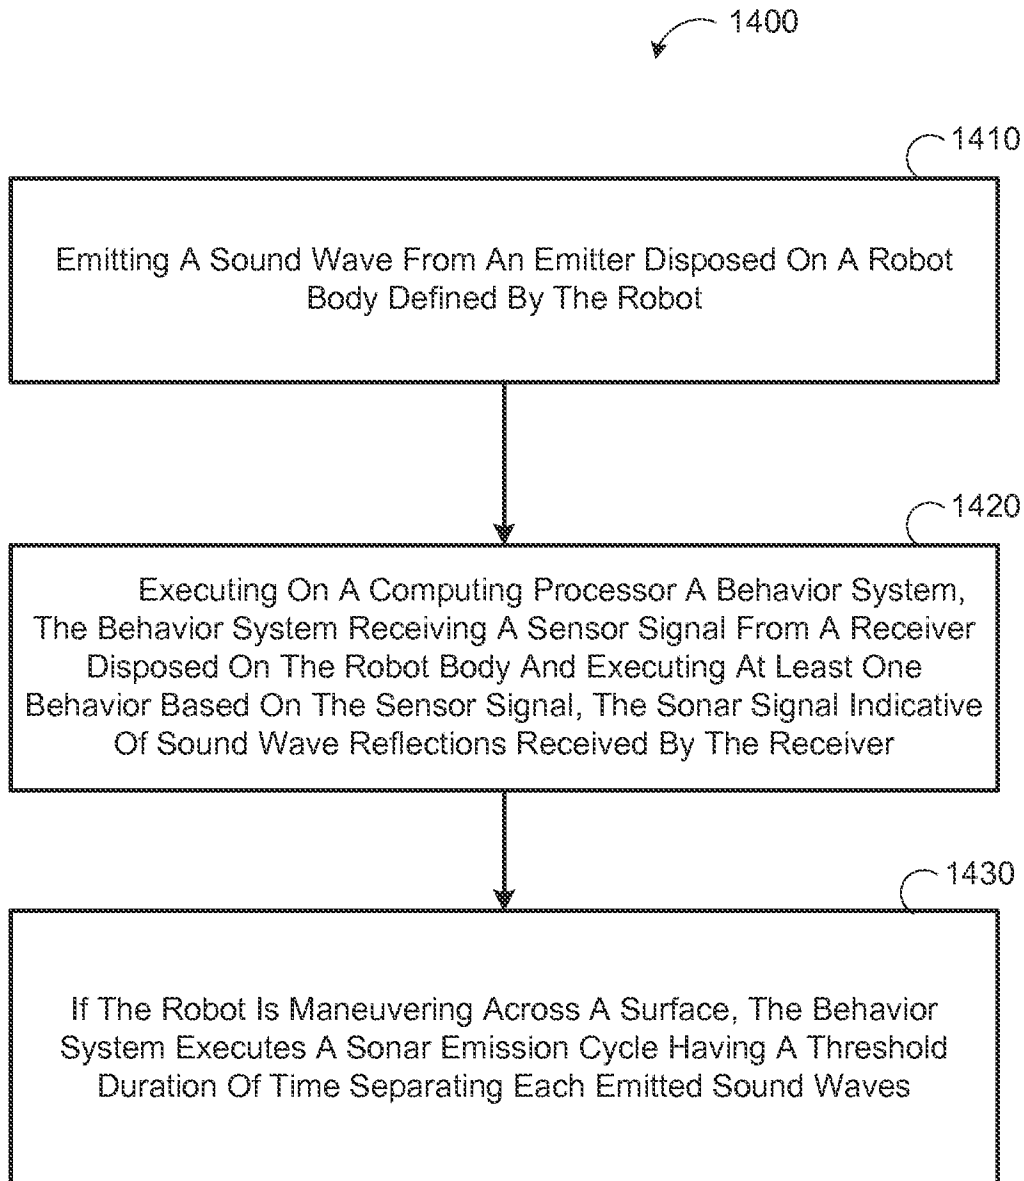 1400
1410
Emitting A Sound Wave From An Emitter Disposed On A Robot
Body Defined By The Robot
1420
Executing On A Computing Processor A Behavior System,
The Behavior System Receiving A Sensor Signal From A Receiver
Disposed On The Robot Body And Executing At Least One
Behavior Based On The Sensor Signal, The Sonar Signal Indicative
Of Sound Wave Reflections Received By The Receiver
1430
If The Robot Is Maneuvering Across A Surface, The Behavior
System Executes A Sonar Emission Cycle Having A Threshold
Duration Of Time Separating Each Emitted Sound Waves